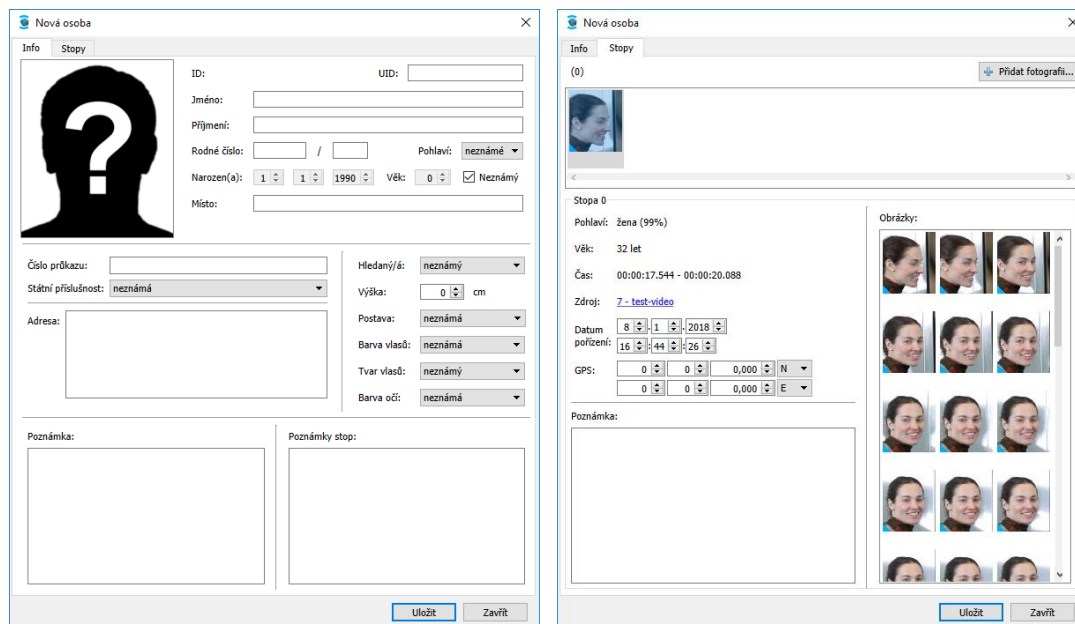 Nová osoba
Info Stopy
ID: UID:
Jméno:
Příjmení:
Rodné číslo: / Pohlaví: neznámé
Narozen(a): 1 1 1990 Věk: 0 Neznámý
Místo:
Číslo průkazu:
Státní příslušnost: neznámá
Adresa:
Hledaný/á: neznámý
Výška: 0 cm
Postava: neznámá
Barva vlasů: neznámá
Tvar vlasů: neznámý
Barva očí: neznámá
Poznámka:
Poznámky stop:
Uložit Zavřít
Nová osoba
Info Stopy
(0) Přidat fotografii...
Stopa 0
Pohlaví: žena (99%)
Věk: 32 let
Čas: 00:00:17.544 - 00:00:20.088
Zdroj: 7 - test-video
Datum pořízení: 8 . 1 . 2018
16 : 44 : 26
GPS: 0 0 0,000 N
0 0 0,000 E
Poznámka:
Obrázky:
Uložit Zavřít